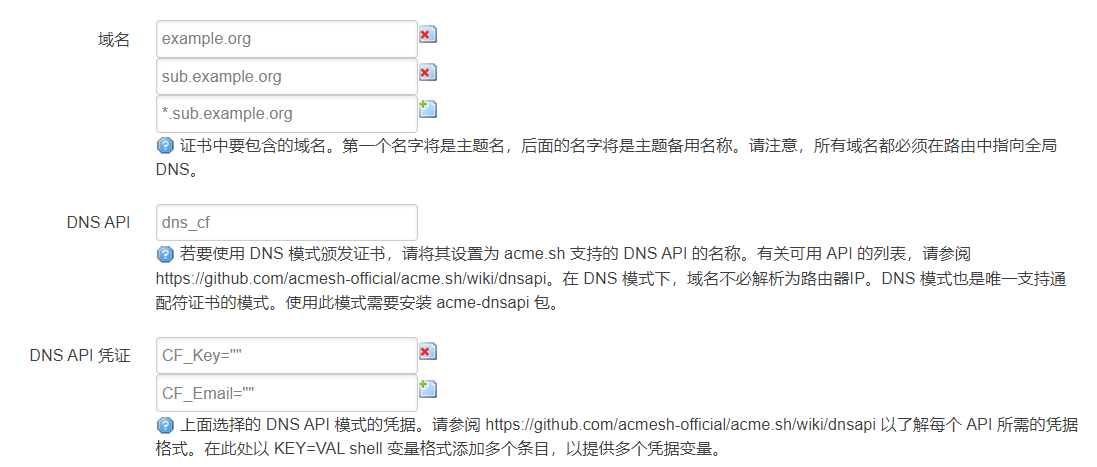 域名
example.org
sub.example.org
*.sub.example.org
证书中要包含的域名。第一个名字将是主题名，后面的名字将是主题备用名称。请注意，所有域名都必须在路由中指向全局
DNS。
DNS API
dns_cf
若要使用 DNS 模式颁发证书，请将其设置为 acme.sh 支持的 DNS API 的名称。有关可用 API 的列表，请参阅
https://github.com/acmesh-official/acme.sh/wiki/dnsapi。在 DNS 模式下，域名不必解析为路由器IP。DNS 模式也是唯一支持通
配符证书的模式。使用此模式需要安装 acme-dnsapi 包。
DNS API 凭证
CF_Key=""
CF_Email=""
上面选择的 DNS API 模式的凭据。请参阅 https://github.com/acmesh-official/acme.sh/wiki/dnsapi 以了解每个 API 所需的凭据
格式。在此处以 KEY=VAL shell 变量格式添加多个条目，以提供多个凭据变量。